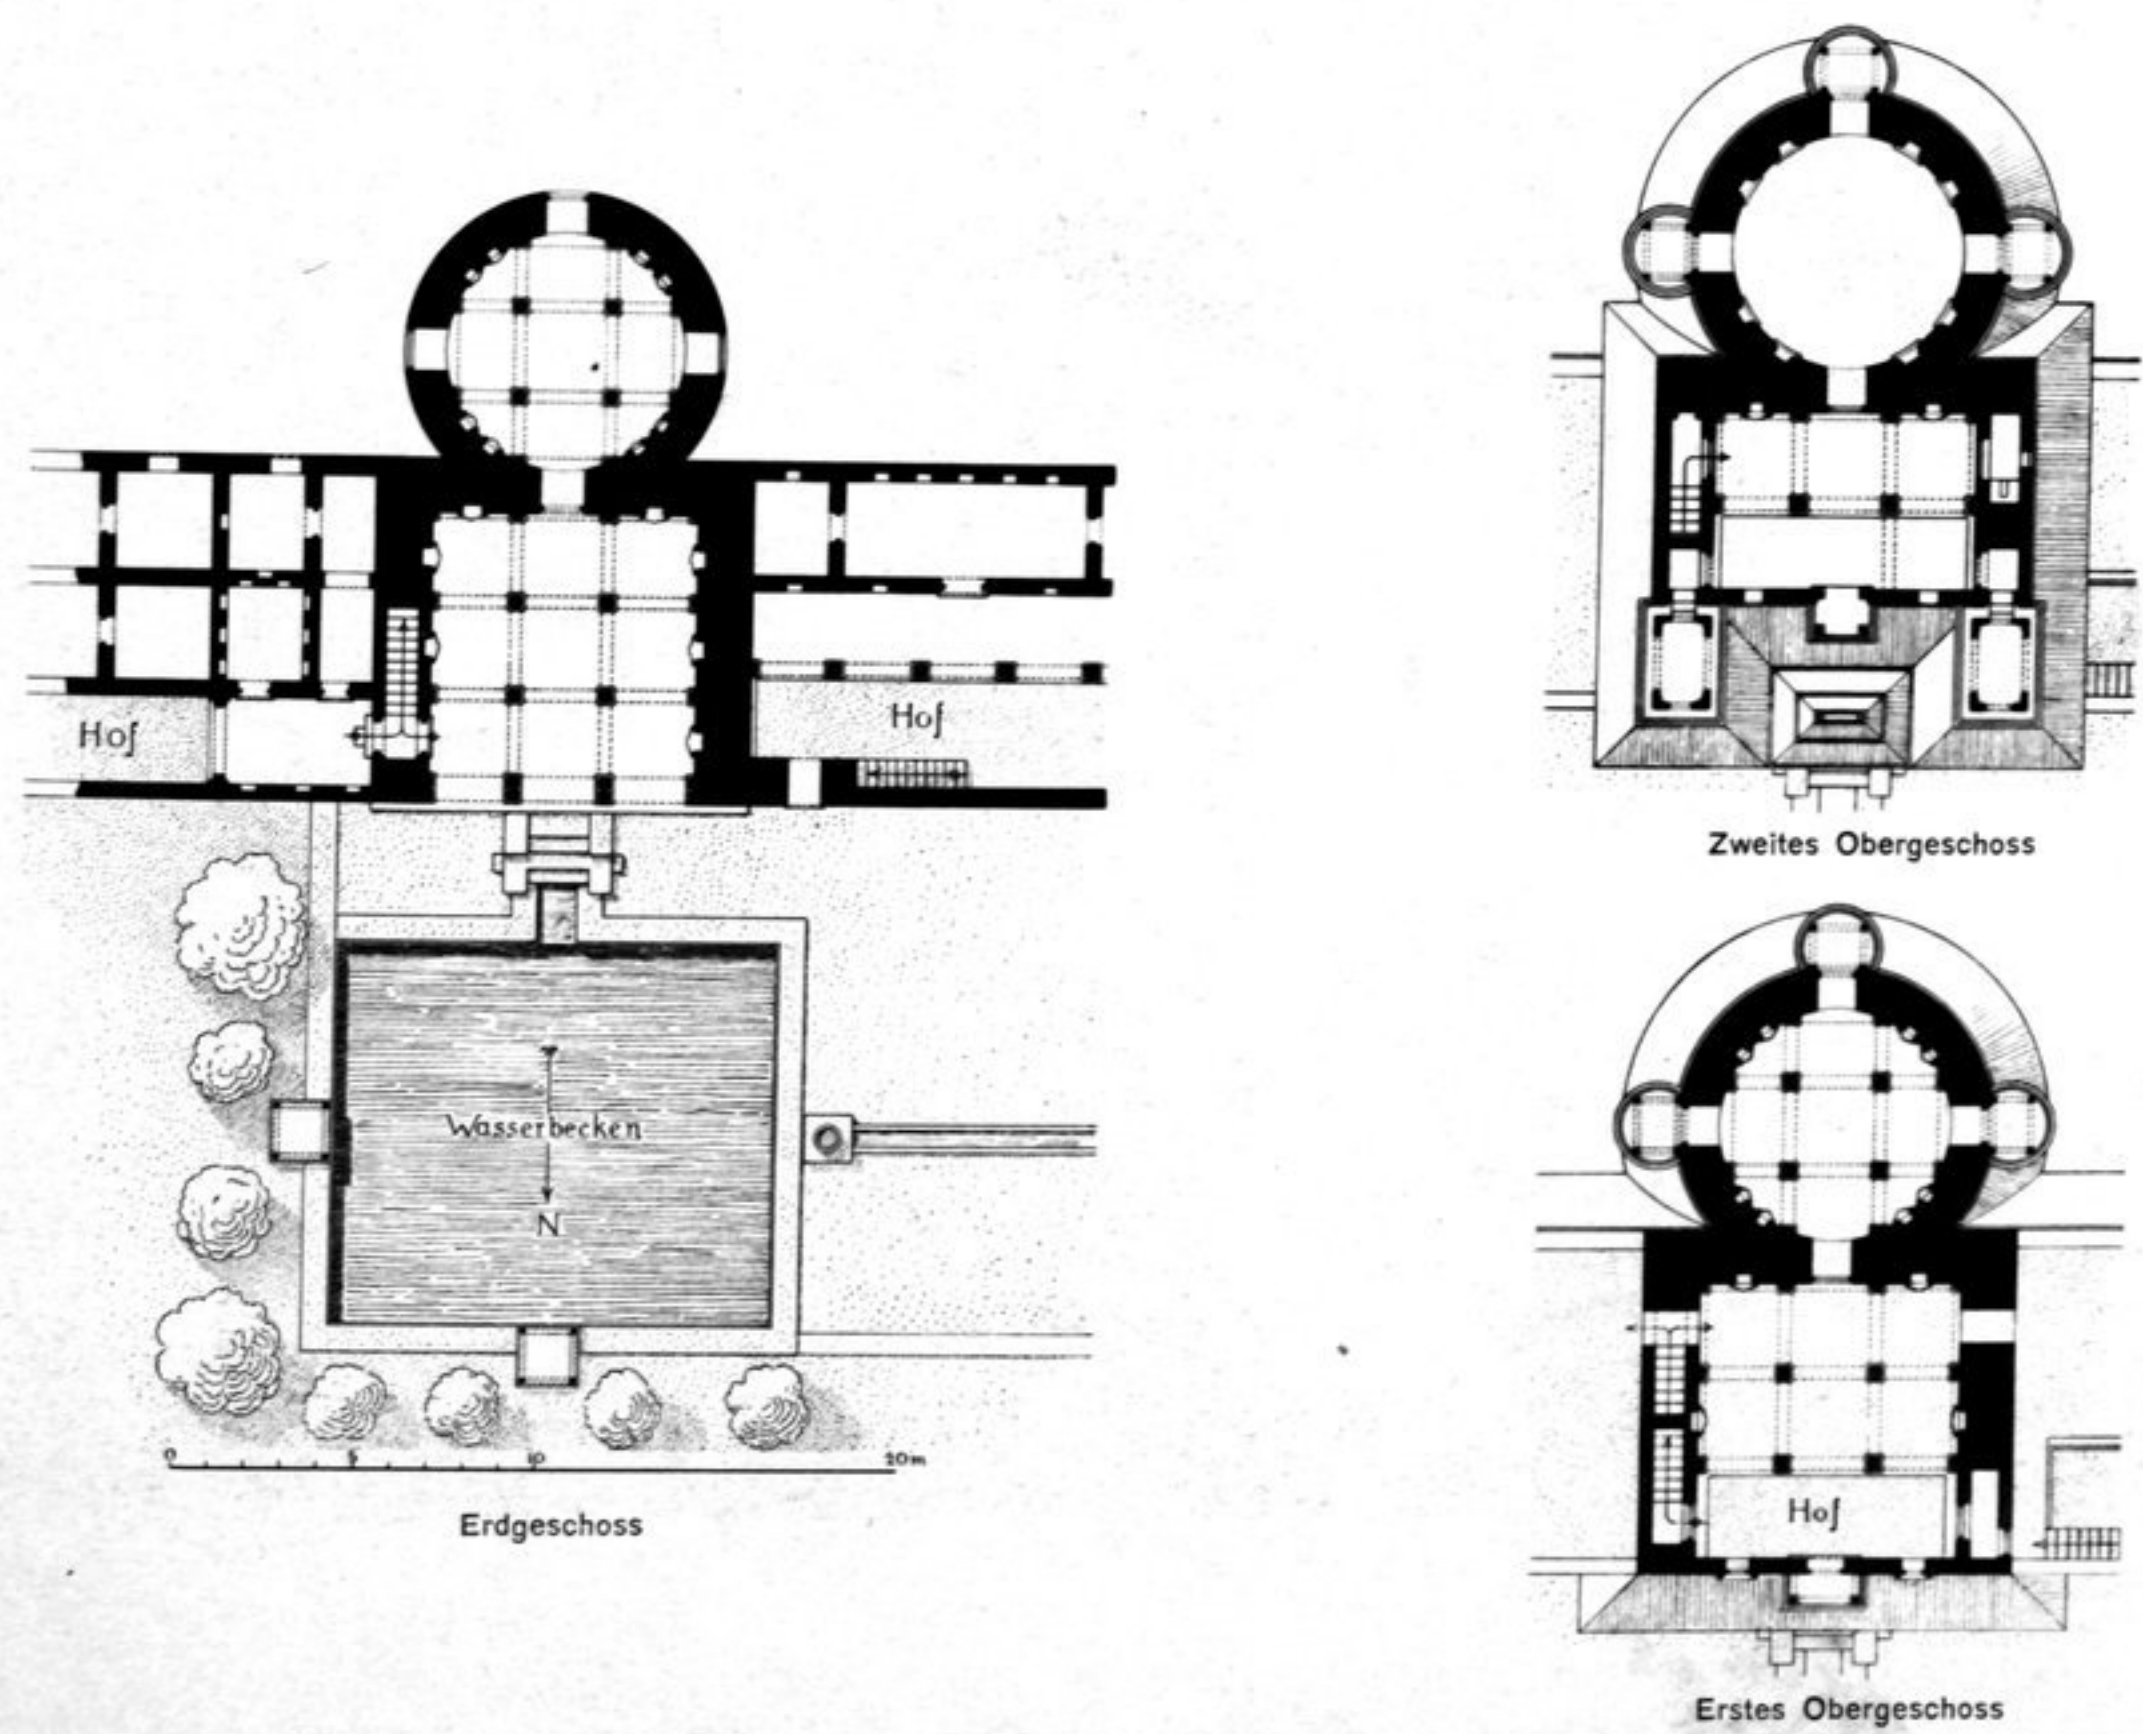 Hof
Hof
Wasserbecken
N
0 5 10 20m
Erdgeschoss
Zweites Obergeschoss
Hof
Erstes Obergeschoss